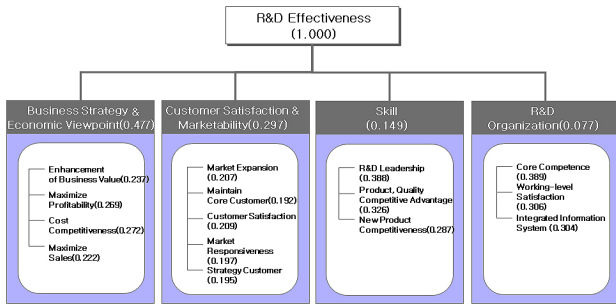 R&D Effectiveness
(1.000)
Business Strategy &
Economic Viewpoint(0.477)
Enhancement
of Business Value(0.237)
Maximize
Profitability(0.269)
Cost
Competitiveness(0.272)
Maximize
Sales(0.222)
Customer Satisfaction &
Marketability(0.297)
Market Expansion
(0.207)
Maintain
Core Customer(0.192)
Customer Satisfaction
(0.209)
Market
Responsiveness
(0.197)
Strategy Customer
(0.195)
Skill
(0.149)
R&D Leadership
(0.388)
Product, Quality
Competitive Advantage
(0.326)
New Product
Competitiveness(0.287)
R&D
Organization(0.077)
Core Competence
(0.389)
Working-level
Satisfaction
(0.306)
Integrated Information
System (0.304)